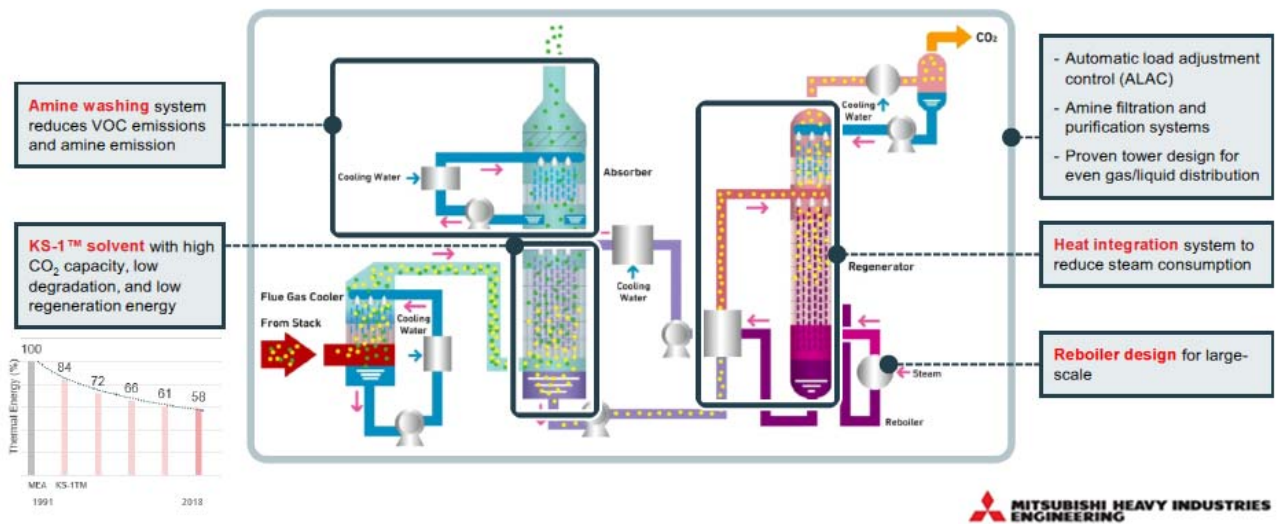 Amine washing system
reduces VOC emissions
and amine emission
KS-1™ solvent with high
CO₂ capacity, low
degradation, and low
regeneration energy
Thermal Energy (%)
100
84
72
66
61
58
MEA
KS-1TM
1991
2018
CO₂
Cooling
Water
Cooling Water
Absorber
Cooling
Water
Flue Gas Cooler
From Stack
Cooling
Water
Regenerator
Steam
Reboiler
- Automatic load adjustment
control (ALAC)
- Amine filtration and
purification systems
- Proven tower design for
even gas/liquid distribution
Heat integration system to
reduce steam consumption
Reboiler design for large-
scale
MITSUBISHI HEAVY INDUSTRIES
ENGINEERING